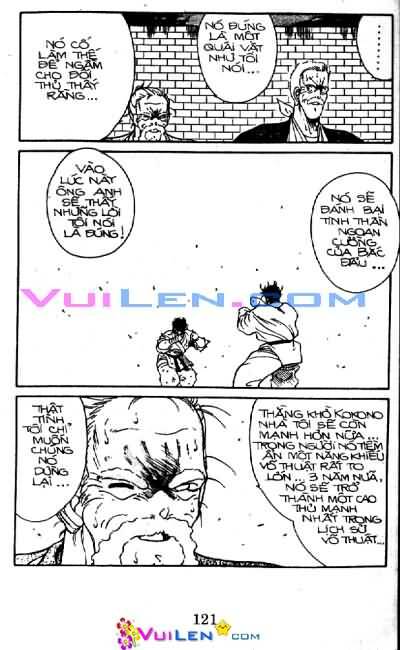 .........
NÓ ĐÚNG
LÀ MỘT
QUÁI VẬT
NHƯ TÔI
NÓI...
NÓ CỐ
LÀM THẾ
ĐỂ NGẦM
CHO ĐỐI
THỦ THẤY
RẰNG...
NÓ SẼ
ĐÁNH BẠI
TINH THẦN
NGOAN
CƯỜNG
CỦA BẮC
ĐẨU...
VÀO
LÚC NÀY
ÔNG ANH
SẼ THẤY
NHỮNG LỜI
TÔI NÓI
LÀ ĐÚNG!
VuiLen.com
THẰNG KHỜ KOKONO
NHÀ TÔI SẼ CÒN
MẠNH HƠN NỮA...
TRONG NGƯỜI NÓ TIỀM
ẨN MỘT NĂNG KHIẾU
VÕ THUẬT RẤT TO
LỚN... 3 NĂM NỮA,
NÓ SẼ TRỞ
THÀNH MỘT CAO
THỦ MẠNH
NHẤT TRONG
LỊCH SỬ
VÕ THUẬT...
THẬT
TÌNH,
TÔI CHỈ
MUỐN
CHÚNG
NÓ
DỪNG
LẠI...
121
VuiLen.com